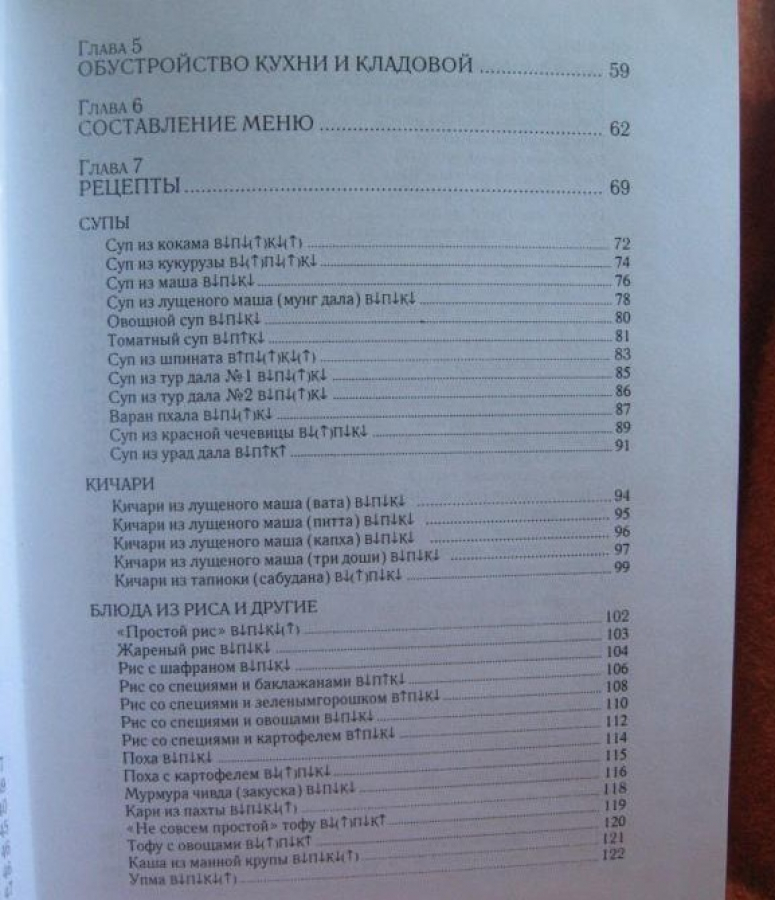 Глава 5
ОБУСТРОЙСТВО КУХНИ И КЛАДОВОЙ ........ 59
Глава 6
СОСТАВЛЕНИЕ МЕНЮ ........ 62
Глава 7
РЕЦЕПТЫ ........ 69
СУПЫ
Суп из кокама В↓П↓(↑)К↓(↑) ........ 72
Суп из кукурузы В↓(↑)П↓(↑)К↓ ........ 74
Суп из маша В↓П↓К↓ ........ 76
Суп из лущеного маша (мунг дала) В↓П↓К↓ ........ 78
Овощной суп В↓П↓К↓ ........ 80
Томатный суп В↓П↑К↓ ........ 81
Суп из шпината В↑П↓(↑)К↓(↑) ........ 83
Суп из тур дала №1 В↓П↓(↑)К↓ ........ 85
Суп из тур дала №2 В↓П↓(↑)К↓ ........ 86
Варан пхала В↓П↓(↑)К↓ ........ 87
Суп из красной чечевицы В↓(↑)П↓К↓ ........ 89
Суп из урад дала В↓П↑К↑ ........ 91
КИЧАРИ
Кичари из лущеного маша (вата) В↓П↓К↓ ........ 94
Кичари из лущеного маша (питта) В↓П↓К↓ ........ 95
Кичари из лущеного маша (капха) В↓П↓К↓ ........ 96
Кичари из лущеного маша (три доши) В↓П↓К↓ ........ 97
Кичари из тапиоки (сабудана) В↓(↑)П↓К↓ ........ 99
БЛЮДА ИЗ РИСА И ДРУГИЕ
«Простой рис» В↓П↓К↓(↑) ........ 102
Жареный рис В↓П↓К↓ ........ 103
Рис с шафраном В↓П↓К↓ ........ 104
Рис со специями и баклажанами В↓П↑К↓ ........ 106
Рис со специями и зеленымгорошком В↑П↓К↓ ........ 108
Рис со специями и овощами В↓П↓К↓ ........ 110
Рис со специями и картофелем В↑П↓К↓ ........ 112
Поха В↓П↓К↓ ........ 114
Поха с картофелем В↓(↑)П↓К↓ ........ 115
Мурмура чивда (закуска) В↓П↓К↓ ........ 116
Кари из пахты В↓П↓К↓(↑) ........ 118
«Не совсем простой» тофу В↓(↑)П↓К↑ ........ 119
Тофу с овощами В↓(↑)П↓К↑ ........ 120
Каша из манной крупы В↓П↓К↓(↑) ........ 121
Упма В↓П↓К↓(↑) ........ 122